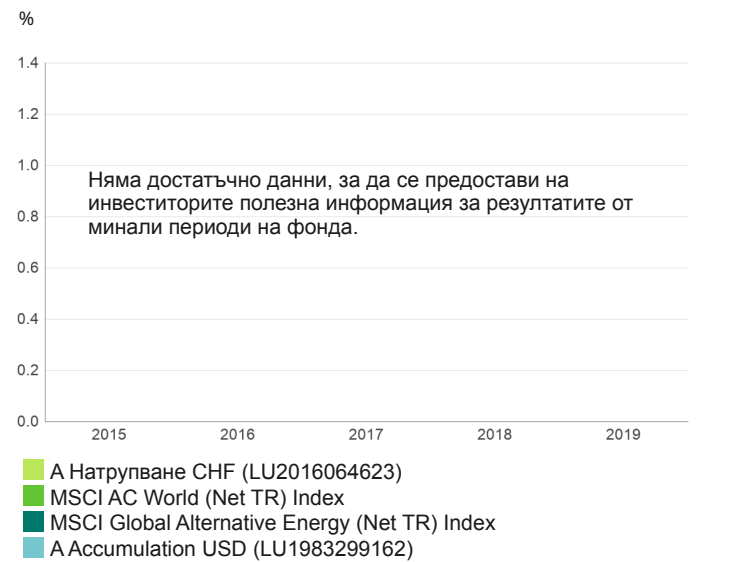 %
1.4
1.2
1.0
Няма достатъчно данни, за да се предостави на
инвеститорите полезна информация за резултатите от
минали периоди на фонда.
0.8
0.6
0.4
0.2
0.0
2015 2016 2017 2018 2019
А Натрупване CHF (LU2016064623)
MSCI AC World (Net TR) Index
MSCI Global Alternative Energy (Net TR) Index
A Accumulation USD (LU1983299162)